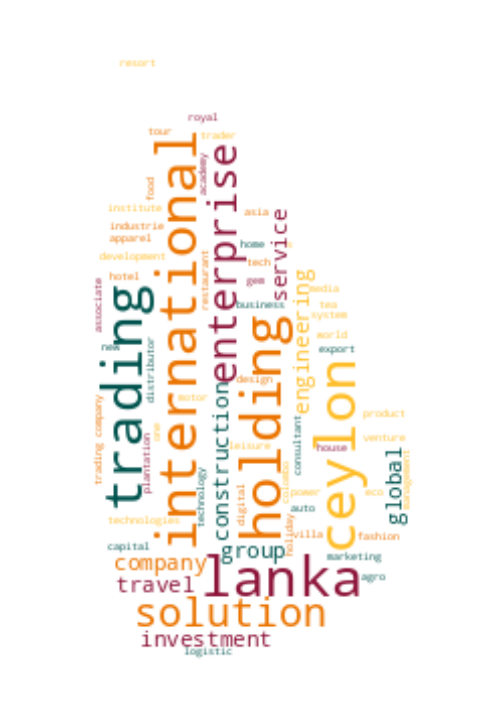 resort
royal
tour
trader
international
enterprise
academy
food
institute
asia
service
industrie
apparel
home
development
restaurant
tech
hotel
gem
engineering
associate
trading
media
business
tea
system
holding
world
new
distributor
export
ceylon
design
construction
motor
trading company
product
one
plantation
leisure
consultant
house
venture
global
management
technology
colombo
power
eco
digital
auto
technologies
holiday
villa
fashion
capital
group
marketing
company
lanka
agro
travel
solution
investment
logistic